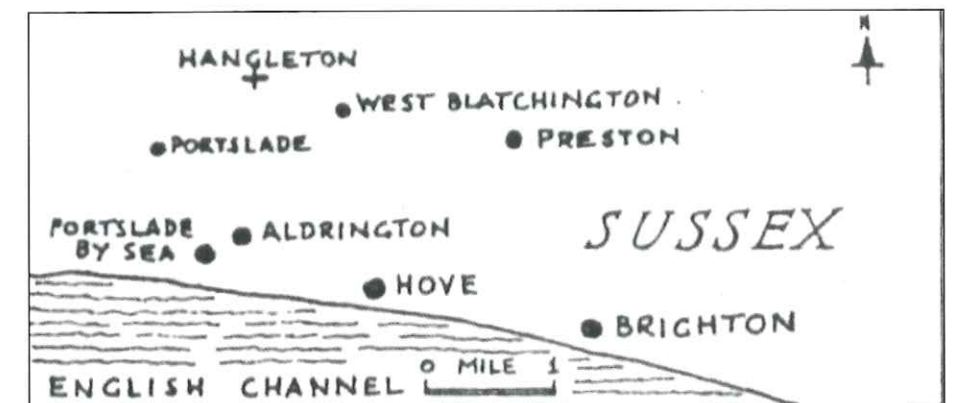 N
HANGLETON
WEST BLATCHINGTON
PORTSLADE
PRESTON
PORTSLADE
BY SEA
ALDRINGTON
SUSSEX
HOVE
BRIGHTON
0 MILE 1
ENGLISH CHANNEL